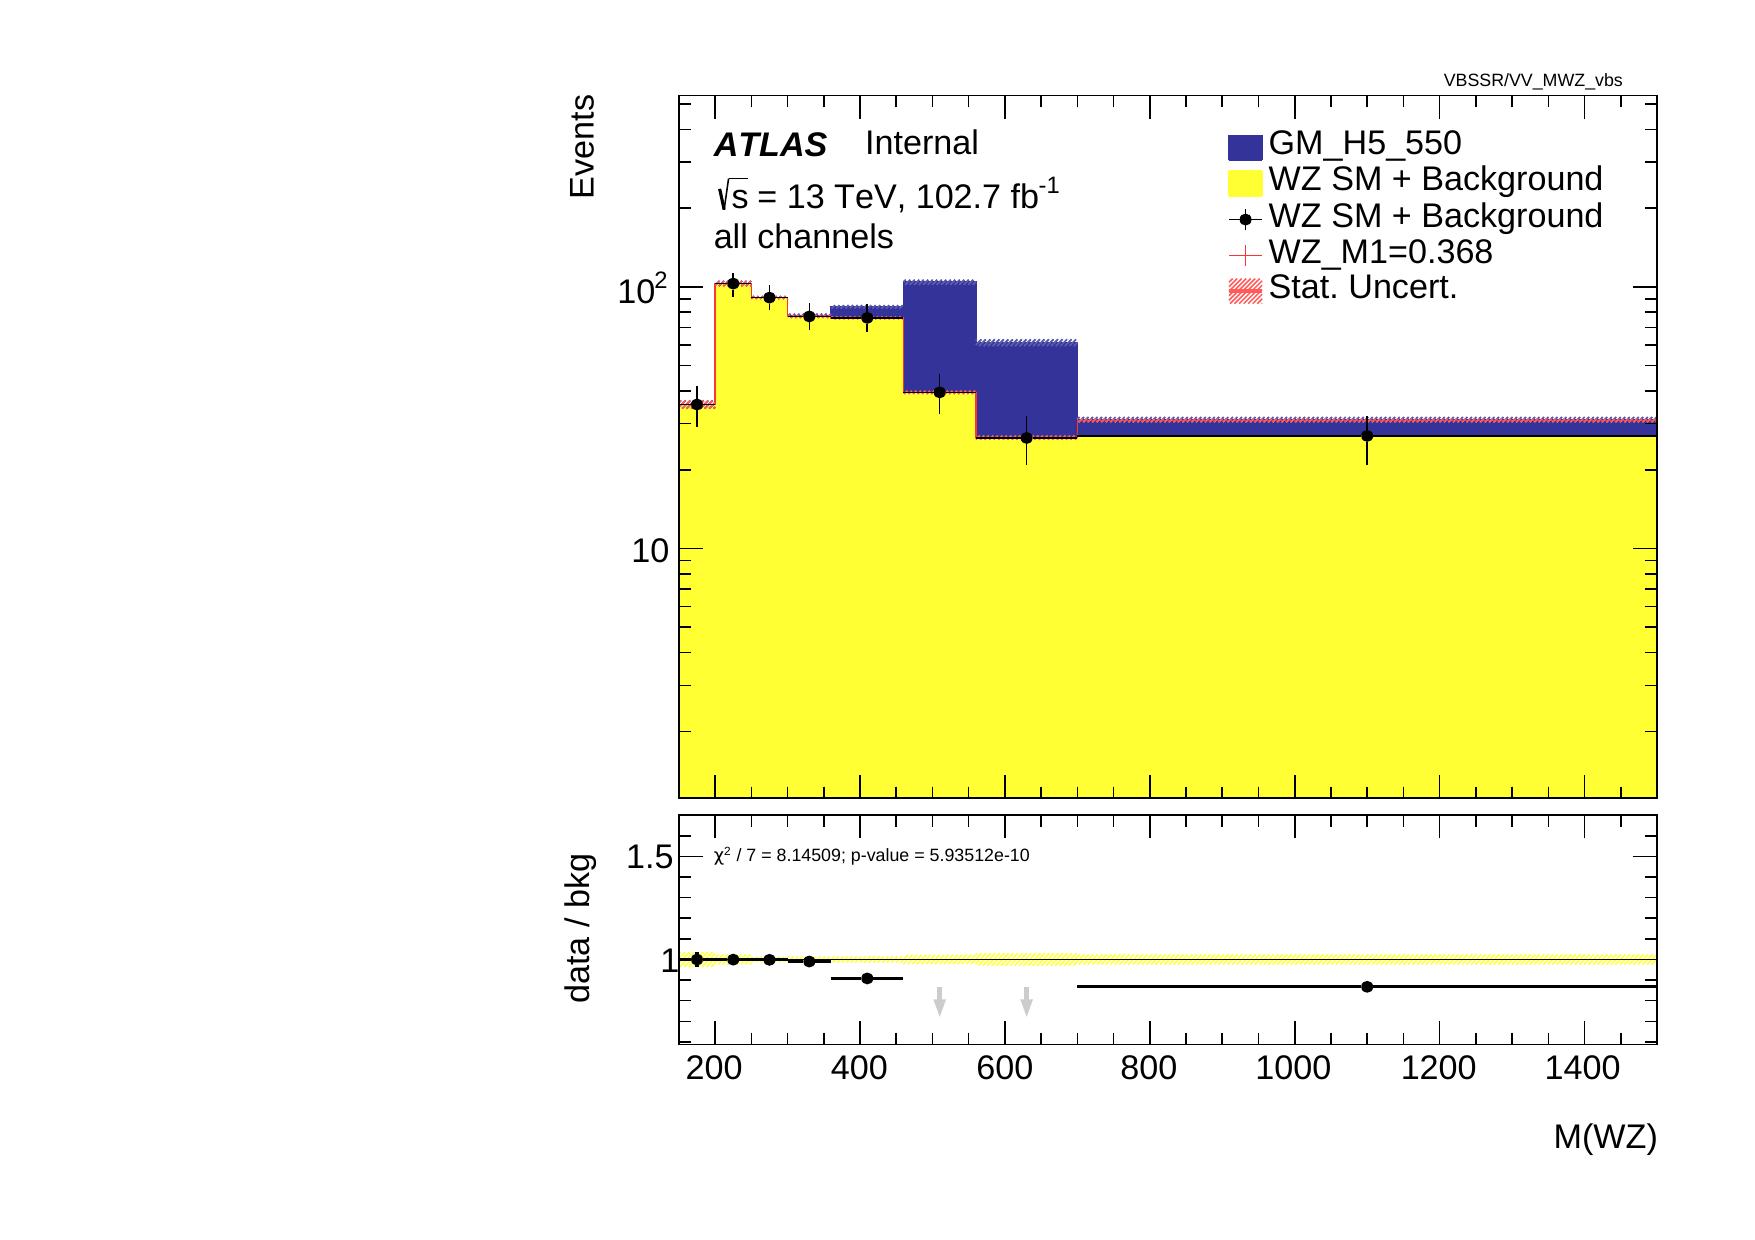 VBSSR/VV_MWZ_vbs
Events
ATLAS Internal
√s = 13 TeV, 102.7 fb-1
all channels
GM_H5_550
WZ SM + Background
WZ SM + Background
WZ_M1=0.368
Stat. Uncert.
10²
10
data / bkg
1.5
χ² / 7 = 8.14509; p-value = 5.93512e-10
1
200 400 600 800 1000 1200 1400
M(WZ)